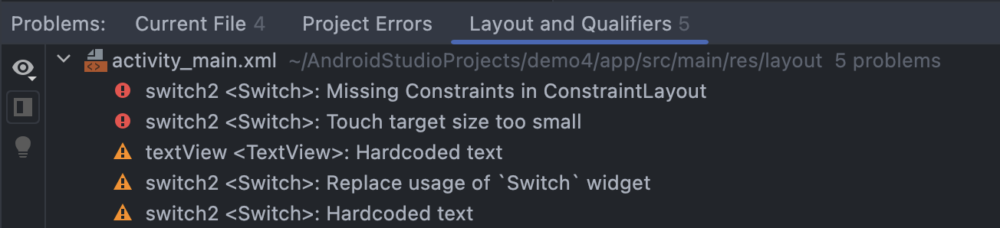 Problems: Current File 4 Project Errors Layout and Qualifiers 5
activity_main.xml ~/AndroidStudioProjects/demo4/app/src/main/res/layout 5 problems
switch2 <Switch>: Missing Constraints in ConstraintLayout
switch2 <Switch>: Touch target size too small
textView <TextView>: Hardcoded text
switch2 <Switch>: Replace usage of `Switch` widget
switch2 <Switch>: Hardcoded text